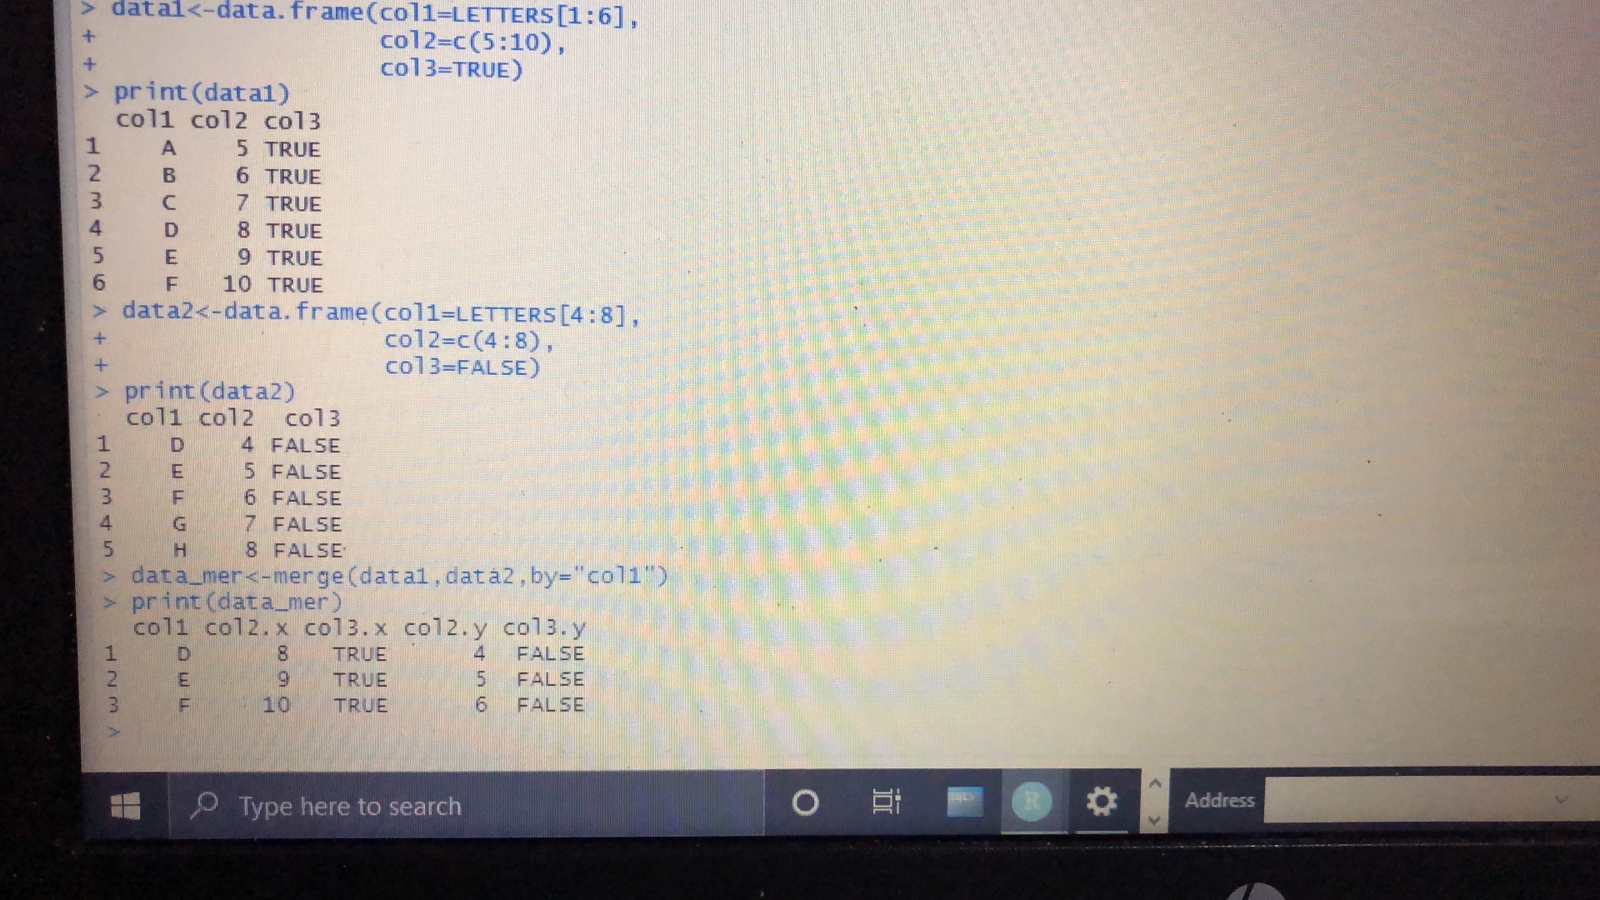 > data1<-data.frame(col1=LETTERS[1:6],
+ col2=c(5:10),
+ col3=TRUE)
> print(data1)
col1 col2 col3
1 A 5 TRUE
2 B 6 TRUE
3 C 7 TRUE
4 D 8 TRUE
5 E 9 TRUE
6 F 10 TRUE
> data2<-data.frame(col1=LETTERS[4:8],
+ col2=c(4:8),
+ col3=FALSE)
> print(data2)
col1 col2 col3
1 D 4 FALSE
2 E 5 FALSE
3 F 6 FALSE
4 G 7 FALSE
5 H 8 FALSE
> data_mer<-merge(data1,data2,by="col1")
> print(data_mer)
col1 col2.x col3.x col2.y col3.y
1 D 8 TRUE 4 FALSE
2 E 9 TRUE 5 FALSE
3 F 10 TRUE 6 FALSE
>
Type here to search R Address